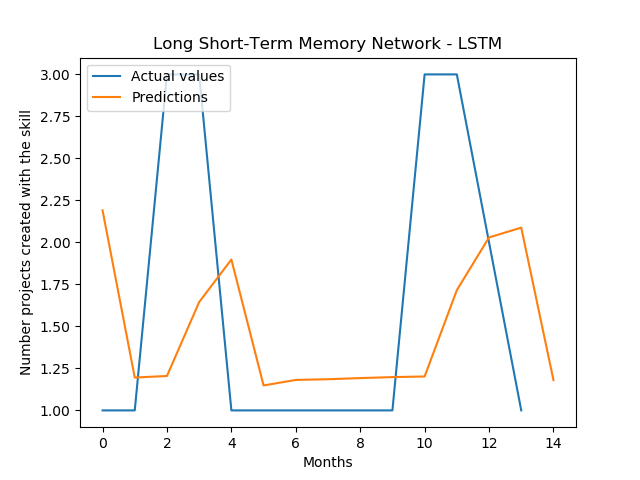 Long Short-Term Memory Network - LSTM
Actual values
Predictions
Number projects created with the skill
3.00
2.75
2.50
2.25
2.00
1.75
1.50
1.25
1.00
0 2 4 6 8 10 12 14
Months